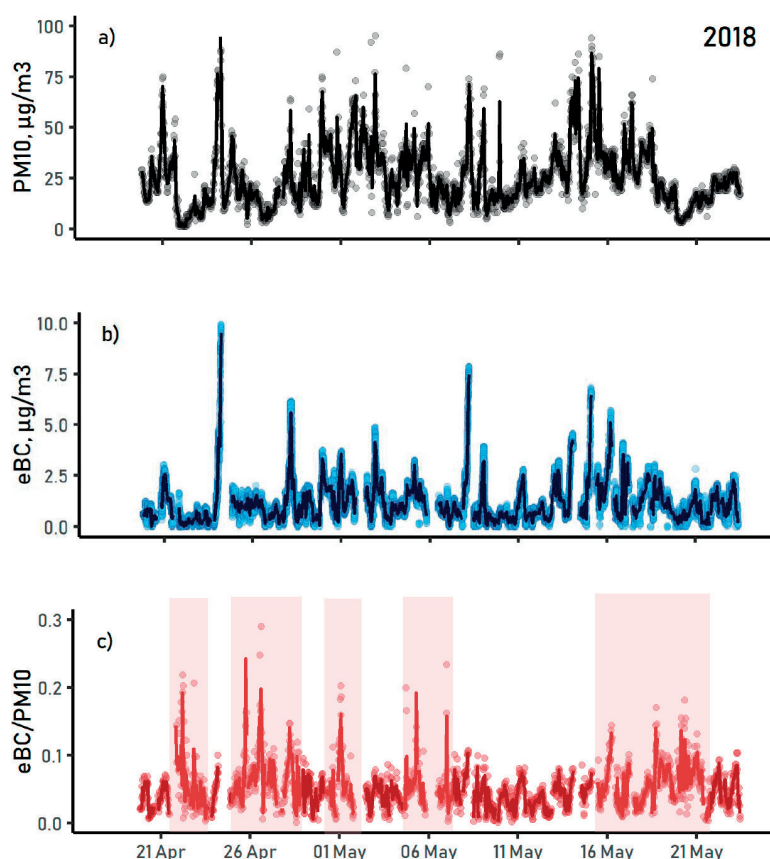 a)
2018
PM10, µg/m3
100
75
50
25
0
b)
eBC, µg/m3
10.0
7.5
5.0
2.5
0.0
c)
eBC/PM10
0.3
0.2
0.1
0.0
21 Apr 26 Apr 01 May 06 May 11 May 16 May 21 May